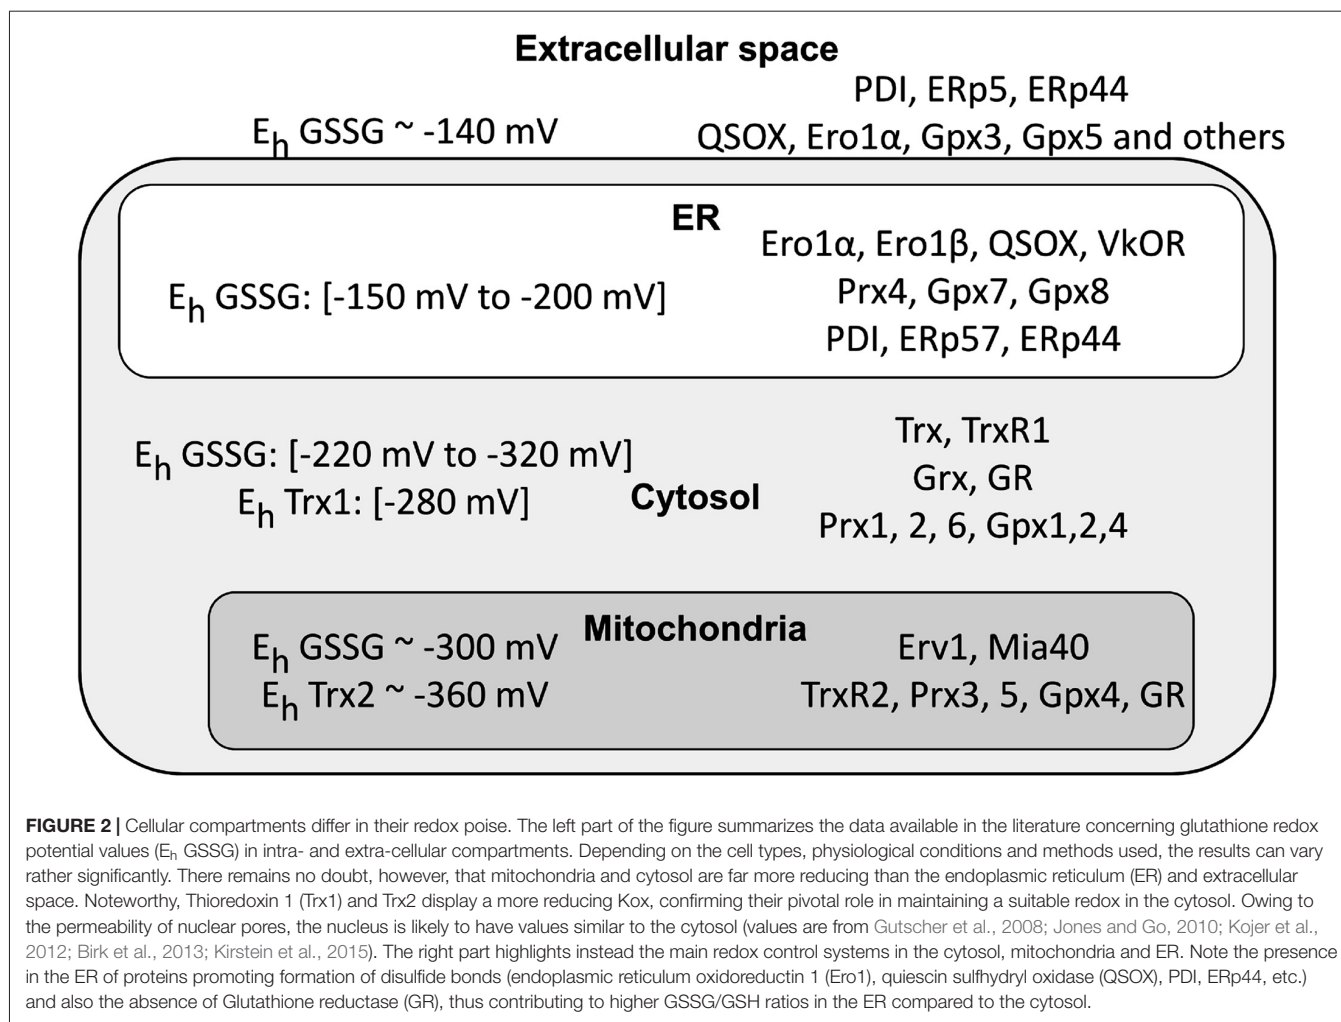 Extracellular space
PDI, ERp5, ERp44
E_h GSSG ~ -140 mV
QSOX, Ero1α, Gpx3, Gpx5 and others
ER
Ero1α, Ero1β, QSOX, VkOR
E_h GSSG: [-150 mV to -200 mV]
Prx4, Gpx7, Gpx8
PDI, ERp57, ERp44
Trx, TrxR1
E_h GSSG: [-220 mV to -320 mV]
Grx, GR
E_h Trx1: [-280 mV]
Cytosol
Prx1, 2, 6, Gpx1,2,4
Mitochondria
E_h GSSG ~ -300 mV
Erv1, Mia40
E_h Trx2 ~ -360 mV
TrxR2, Prx3, 5, Gpx4, GR
FIGURE 2 | Cellular compartments differ in their redox poise. The left part of the figure summarizes the data available in the literature concerning glutathione redox
potential values (E_h GSSG) in intra- and extra-cellular compartments. Depending on the cell types, physiological conditions and methods used, the results can vary
rather significantly. There remains no doubt, however, that mitochondria and cytosol are far more reducing than the endoplasmic reticulum (ER) and extracellular
space. Noteworthy, Thioredoxin 1 (Trx1) and Trx2 display a more reducing Kox, confirming their pivotal role in maintaining a suitable redox in the cytosol. Owing to
the permeability of nuclear pores, the nucleus is likely to have values similar to the cytosol (values are from Gutscher et al., 2008; Jones and Go, 2010; Kojer et al.,
2012; Birk et al., 2013; Kirstein et al., 2015). The right part highlights instead the main redox control systems in the cytosol, mitochondria and ER. Note the presence
in the ER of proteins promoting formation of disulfide bonds (endoplasmic reticulum oxidoreductin 1 (Ero1), quiescin sulfhydryl oxidase (QSOX), PDI, ERp44, etc.)
and also the absence of Glutathione reductase (GR), thus contributing to higher GSSG/GSH ratios in the ER compared to the cytosol.